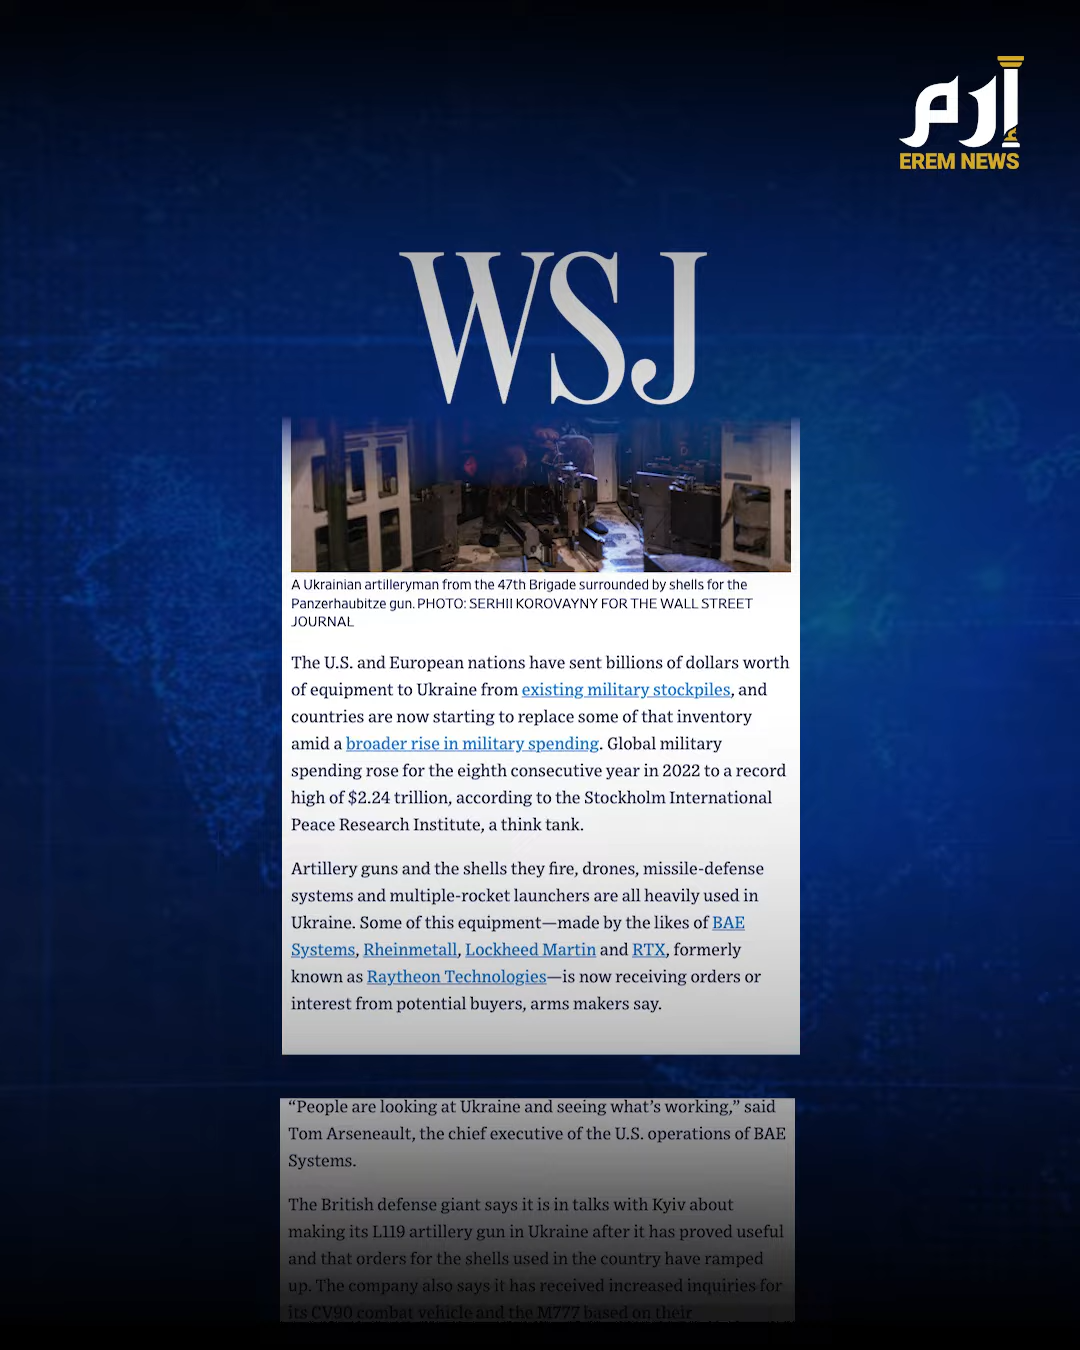 إرم
EREM NEWS
WSJ
A Ukrainian artilleryman from the 47th Brigade surrounded by shells for the
Panzerhaubitze gun. PHOTO: SERHII KOROVAYNY FOR THE WALL STREET
JOURNAL
The U.S. and European nations have sent billions of dollars worth
of equipment to Ukraine from existing military stockpiles, and
countries are now starting to replace some of that inventory
amid a broader rise in military spending. Global military
spending rose for the eighth consecutive year in 2022 to a record
high of $2.24 trillion, according to the Stockholm International
Peace Research Institute, a think tank.
Artillery guns and the shells they fire, drones, missile-defense
systems and multiple-rocket launchers are all heavily used in
Ukraine. Some of this equipment—made by the likes of BAE
Systems, Rheinmetall, Lockheed Martin and RTX, formerly
known as Raytheon Technologies—is now receiving orders or
interest from potential buyers, arms makers say.
“People are looking at Ukraine and seeing what’s working,” said
Tom Arseneault, the chief executive of the U.S. operations of BAE
Systems.
The British defense giant says it is in talks with Kyiv about
making its L119 artillery gun in Ukraine after it has proved useful
and that orders for the shells used in the country have ramped
up. The company also says it has received increased inquiries for
its CV90 combat vehicle and the M777 based on their